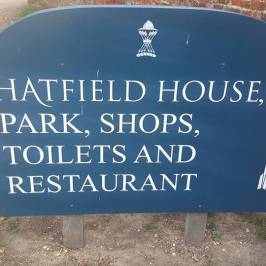 HATFIELD HOUSE,
PARK, SHOPS,
TOILETS AND
RESTAURANT